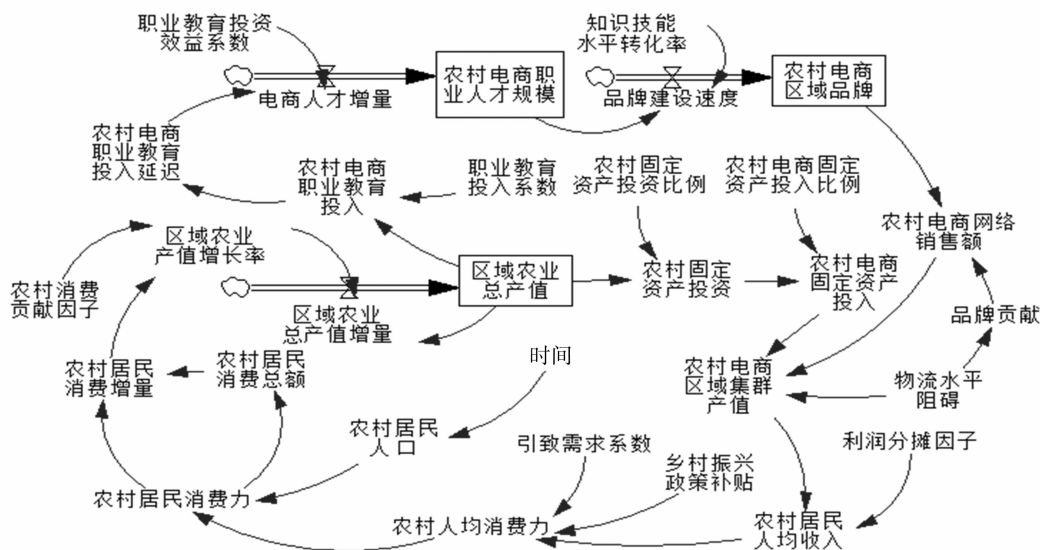 职业教育投资
效益系数
电商人才增量
农村电商职
业人才规模
知识技能
水平转化率
品牌建设速度
农村电商
区域品牌
农村电商
职业教育
投入延迟
农村电商
职业教育
投入
职业教育
投入系数
农村固定
资产投资比例
农村电商固定
资产投入比例
农村电商网络
销售额
区域农业
产值增长率
农村消费
贡献因子
区域农业
总产值增量
区域农业
总产值
农村固定
资产投资
农村电商
固定资产
投入
品牌贡献
农村居民
消费增量
农村居民
消费总额
时间
农村电商
区域集群
产值
物流水平
阻碍
农村居民
人口
引致需求系数
乡村振兴
政策补贴
利润分摊因子
农村居民消费力
农村人均消费力
农村居民
人均收入